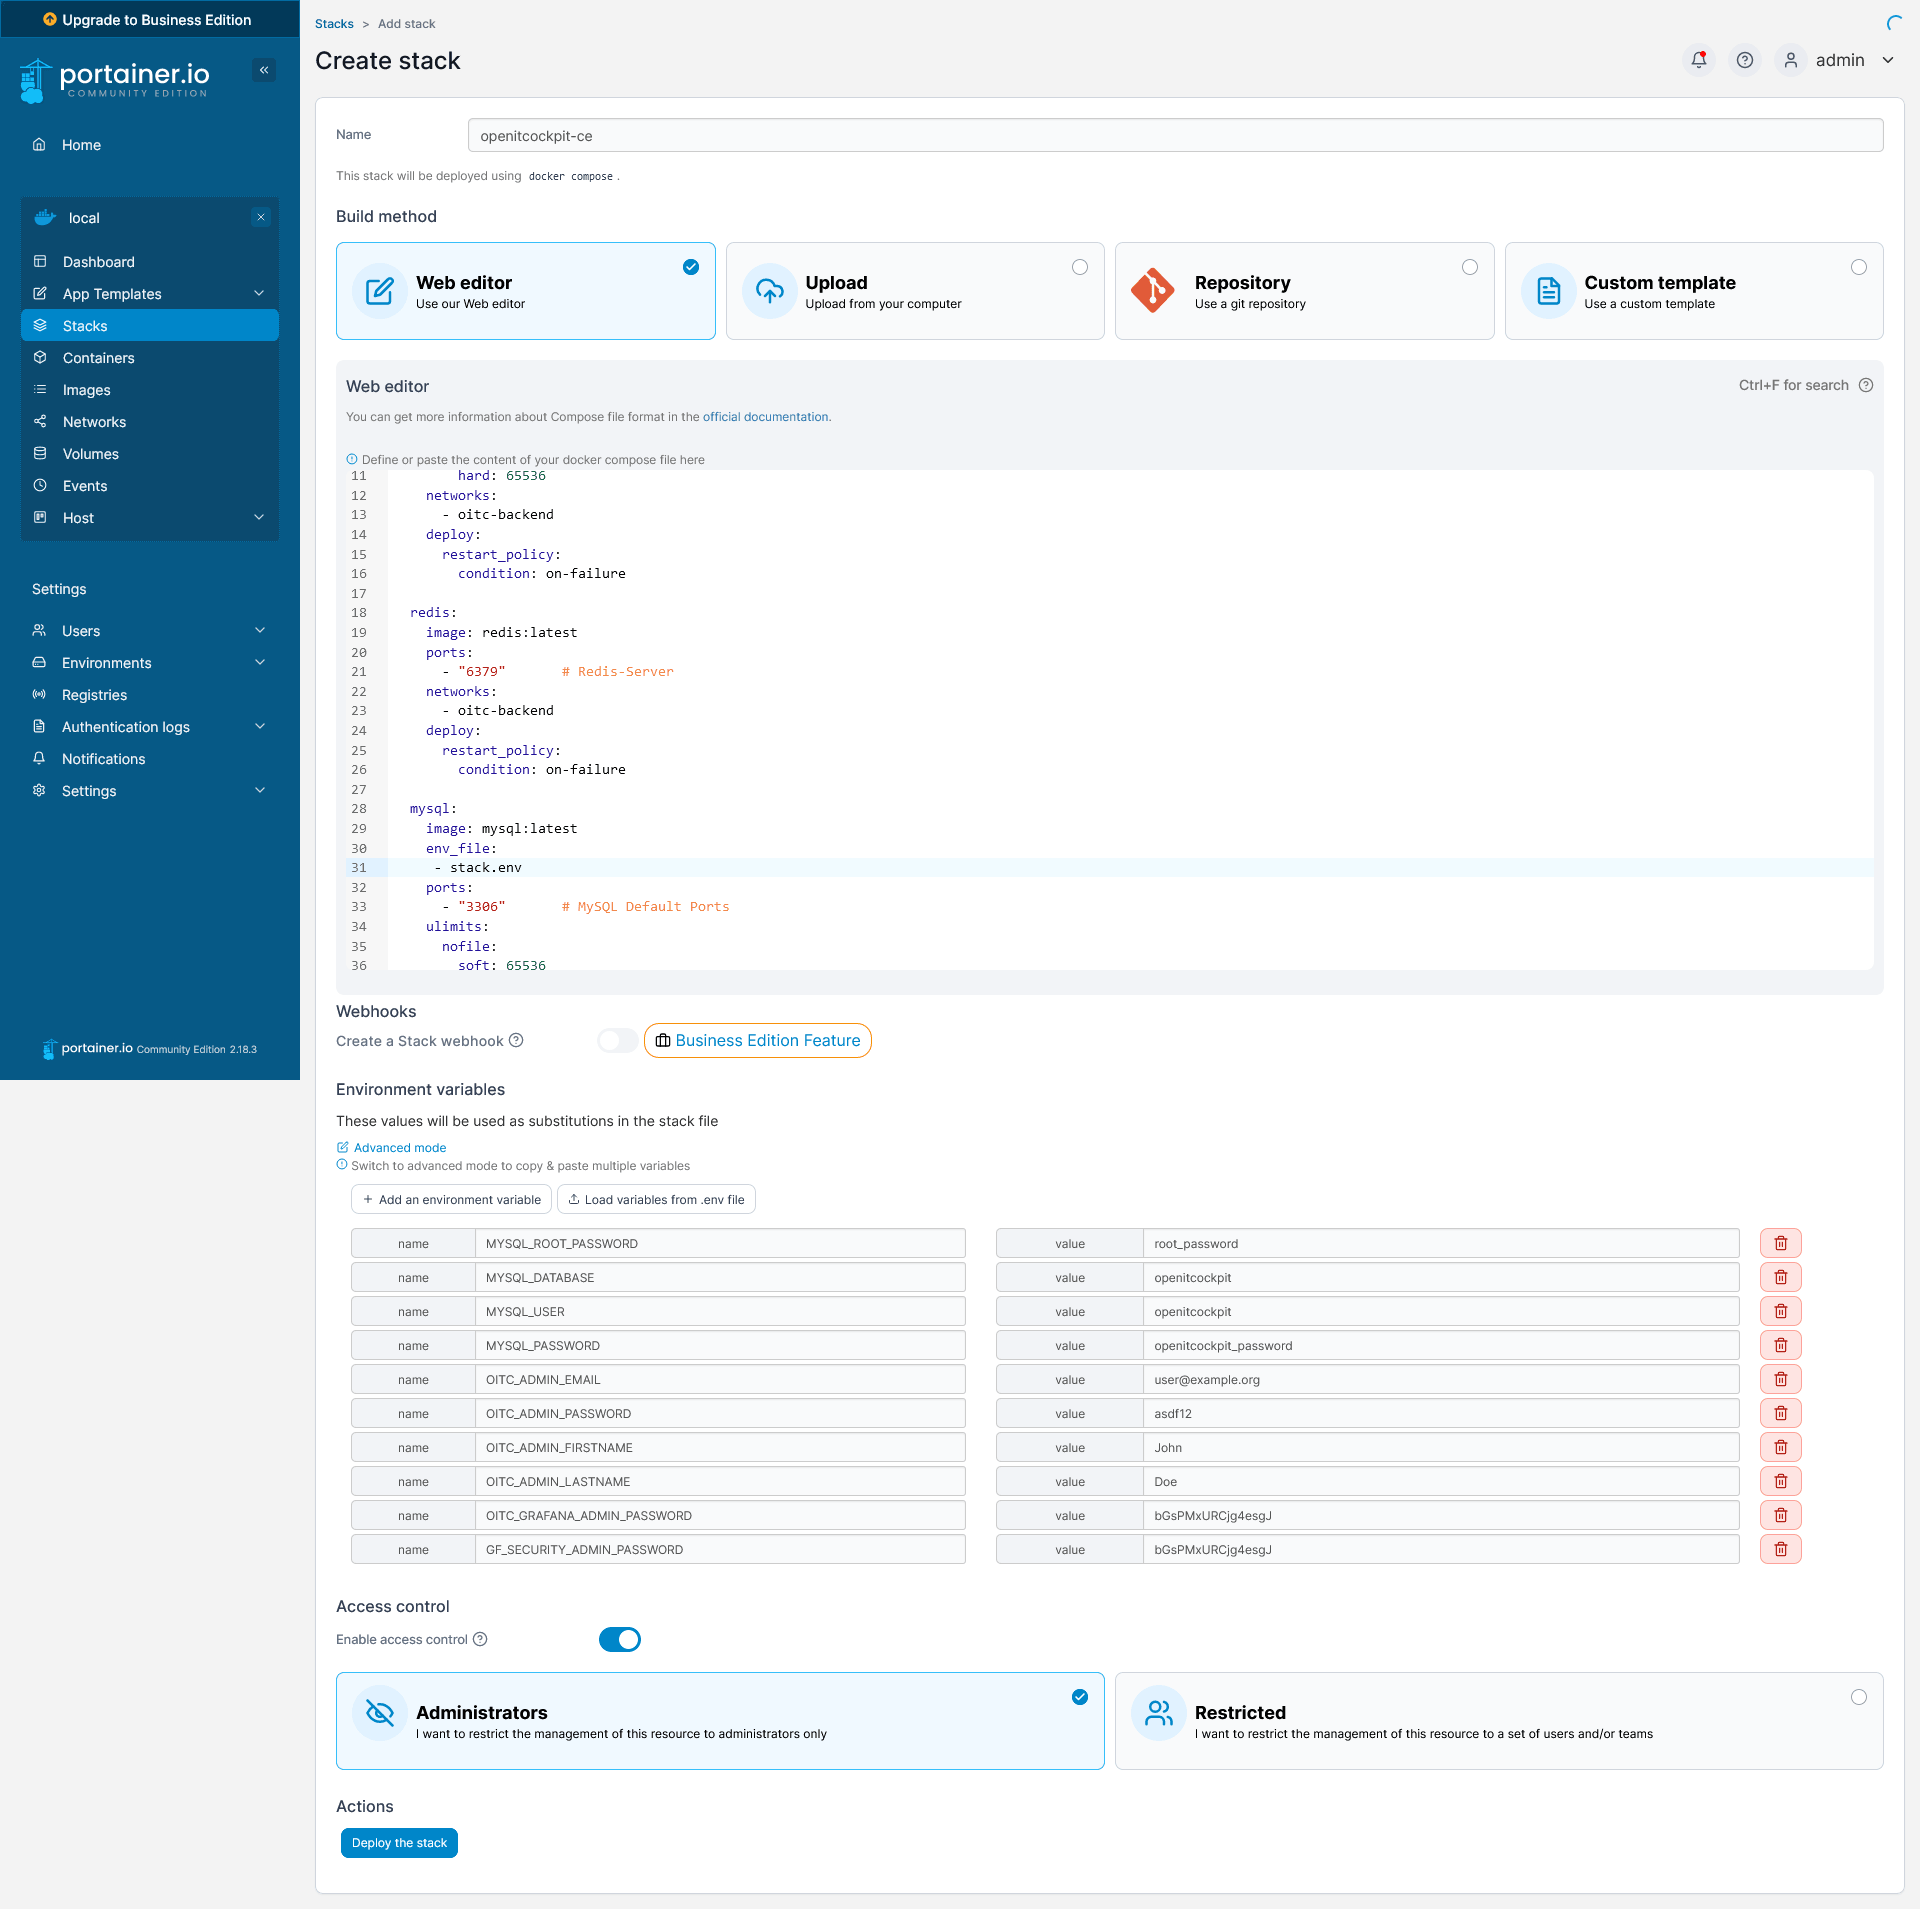 Upgrade to Business Edition
portainer.io
COMMUNITY EDITION
Home
local
Dashboard
App Templates
Stacks
Containers
Images
Networks
Volumes
Events
Host
Settings
Users
Environments
Registries
Authentication logs
Notifications
Settings
portainer.io Community Edition 2.18.3
Stacks > Add stack
Create stack
admin
Name
openitcockpit-ce
This stack will be deployed using docker compose .
Build method
Web editor
Use our Web editor
Upload
Upload from your computer
Repository
Use a git repository
Custom template
Use a custom template
Web editor
Ctrl+F for search
You can get more information about Compose file format in the official documentation.
Define or paste the content of your docker compose file here
11 hard: 65536
12 networks:
13 - oitc-backend
14 deploy:
15 restart_policy:
16 condition: on-failure
17
18 redis:
19 image: redis:latest
20 ports:
21 - "6379" # Redis-Server
22 networks:
23 - oitc-backend
24 deploy:
25 restart_policy:
26 condition: on-failure
27
28 mysql:
29 image: mysql:latest
30 env_file:
31 - stack.env
32 ports:
33 - "3306" # MySQL Default Ports
34 ulimits:
35 nofile:
36 soft: 65536
Webhooks
Create a Stack webhook
Business Edition Feature
Environment variables
These values will be used as substitutions in the stack file
Advanced mode
Switch to advanced mode to copy & paste multiple variables
+ Add an environment variable
Load variables from .env file
name MYSQL_ROOT_PASSWORD value root_password
name MYSQL_DATABASE value openitcockpit
name MYSQL_USER value openitcockpit
name MYSQL_PASSWORD value openitcockpit_password
name OITC_ADMIN_EMAIL value user@example.org
name OITC_ADMIN_PASSWORD value asdf12
name OITC_ADMIN_FIRSTNAME value John
name OITC_ADMIN_LASTNAME value Doe
name OITC_GRAFANA_ADMIN_PASSWORD value bGsPMxURCjg4esgJ
name GF_SECURITY_ADMIN_PASSWORD value bGsPMxURCjg4esgJ
Access control
Enable access control
Administrators
I want to restrict the management of this resource to administrators only
Restricted
I want to restrict the management of this resource to a set of users and/or teams
Actions
Deploy the stack